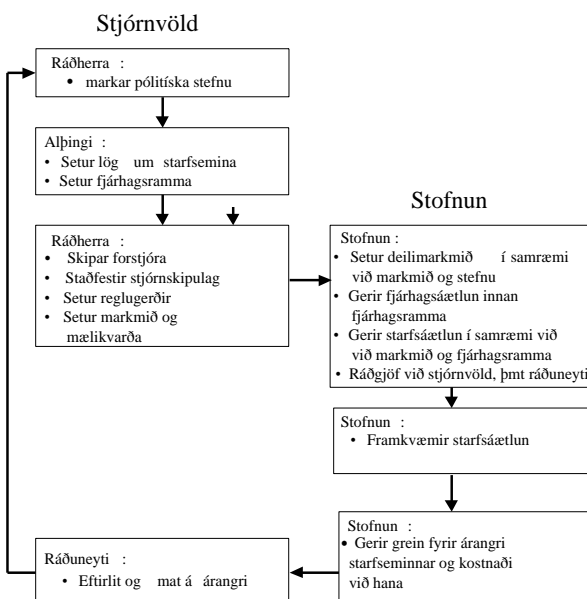 Stjórnvöld
Ráðherra :
• markar pólitíska stefnu
Alþingi :
• Setur lög um starfsemina
• Setur fjárhagsramma
Ráðherra :
• Skipar forstjóra
• Staðfestir stjórnskipulag
• Setur reglugerðir
• Setur markmið og
mælikvarða
Stofnun
Stofnun :
• Setur deilimarkmið í samræmi
við markmið og stefnu
• Gerir fjárhagsáætlun innan
fjárhagsramma
• Gerir starfsáætlun í samræmi við
við markmið og fjárhagsramma
• Ráðgjöf við stjórnvöld, þmt ráðuneyti
Stofnun :
• Framkvæmir starfsáætlun
Stofnun :
• Gerir grein fyrir árangri
starfseminnar og kostnaði
við hana
Ráðuneyti :
• Eftirlit og mat á árangri